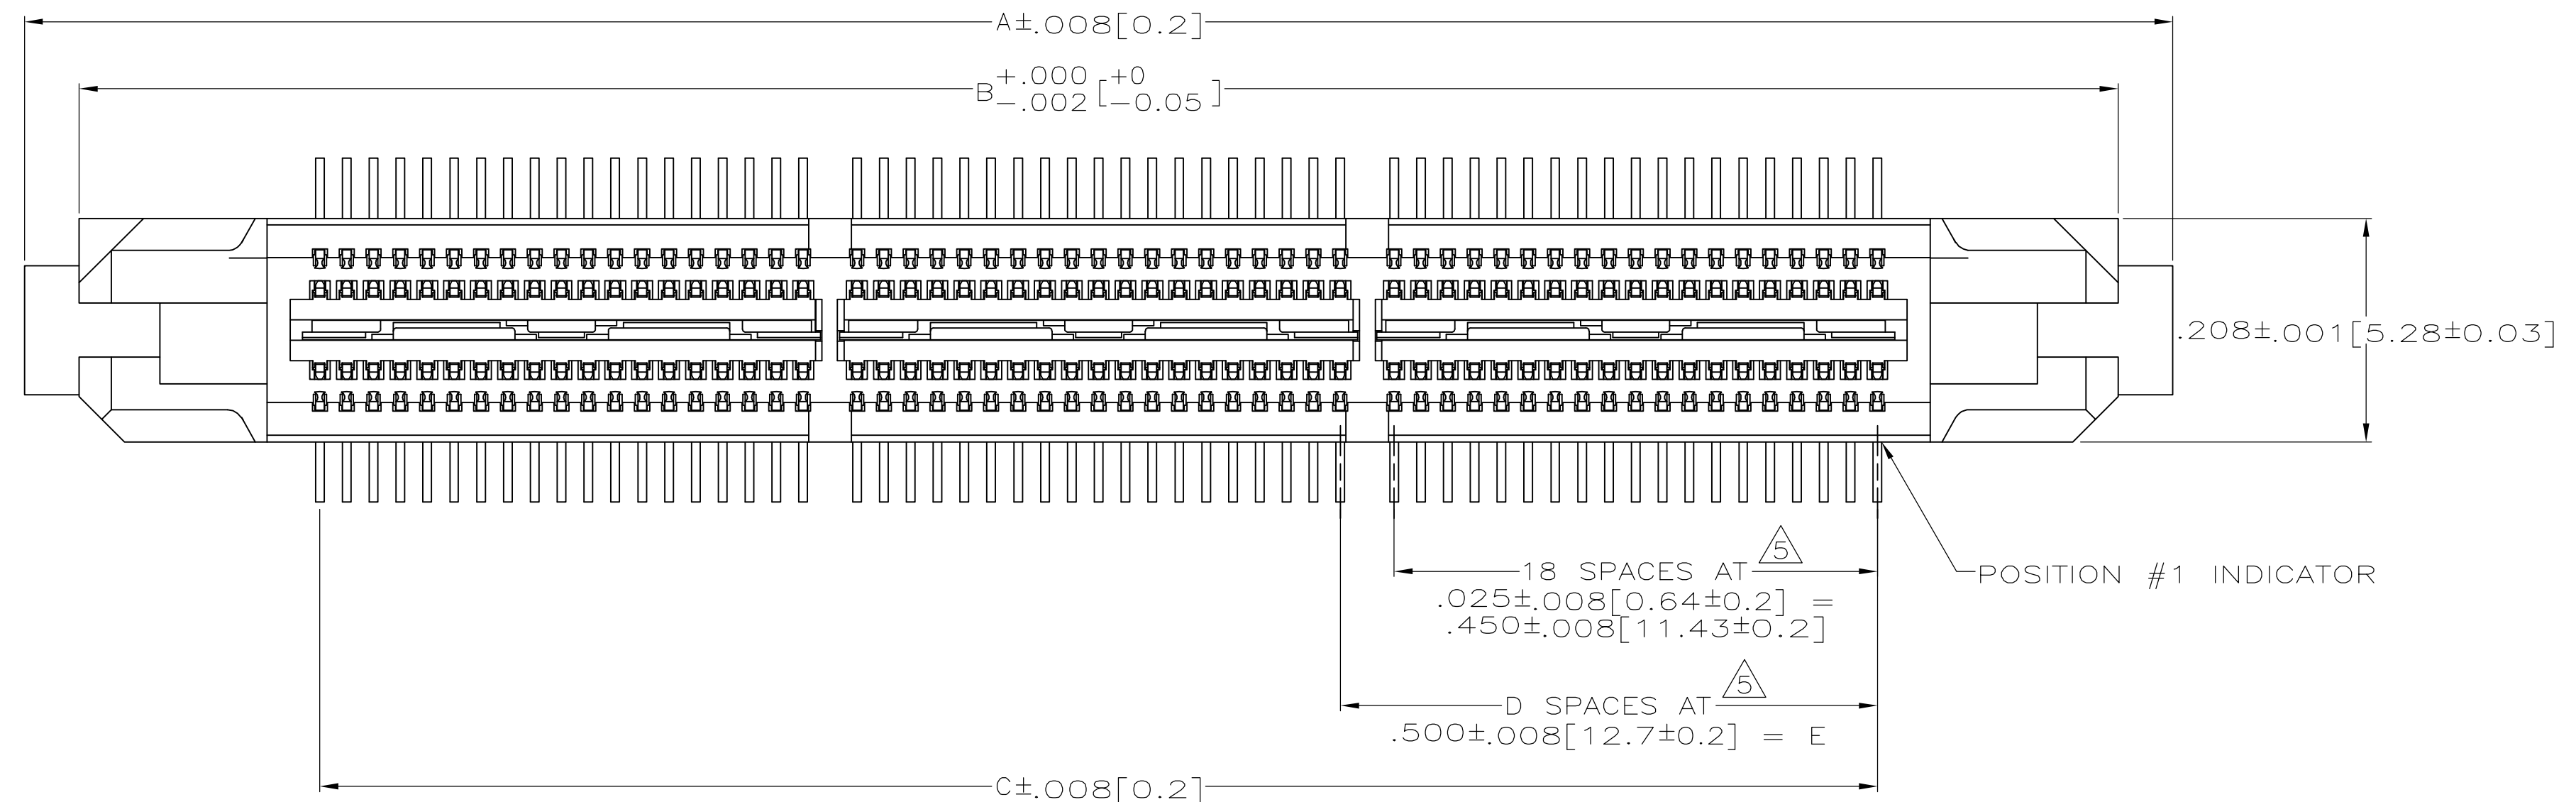 A±.008[0.2]
B+.000 [+0
-.002 [-0.05]
.208±.001[5.28±0.03]
5
18 SPACES AT
.025±.008[0.64±0.2] =
.450±.008[11.43±0.2]
POSITION #1 INDICATOR
5
D SPACES AT
.500±.008[12.7±0.2] = E
C±.008[0.2]